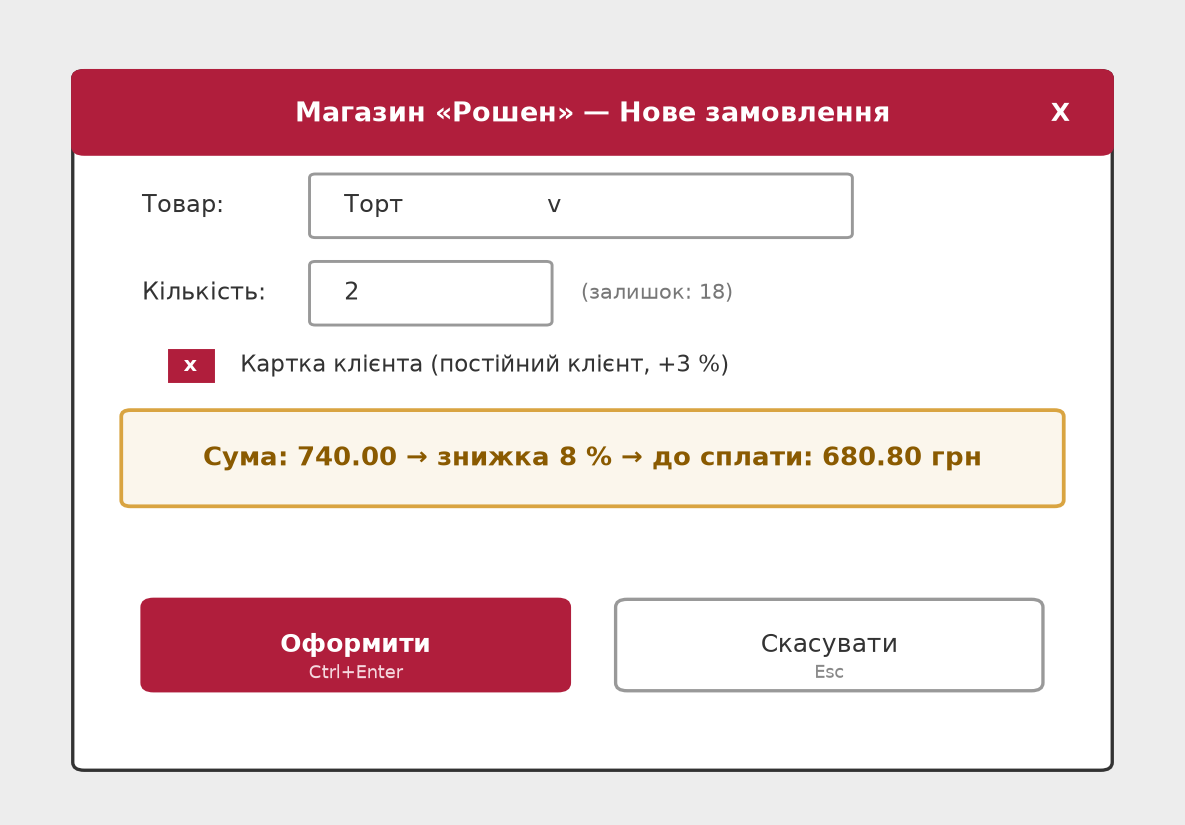 Магазин «Рошен» — Нове замовлення X
Товар: Торт v
Кількість: 2 (залишок: 18)
x Картка клієнта (постійний клієнт, +3 %)
Сума: 740.00 → знижка 8 % → до сплати: 680.80 грн
Оформити Скасувати
Ctrl+Enter Esc